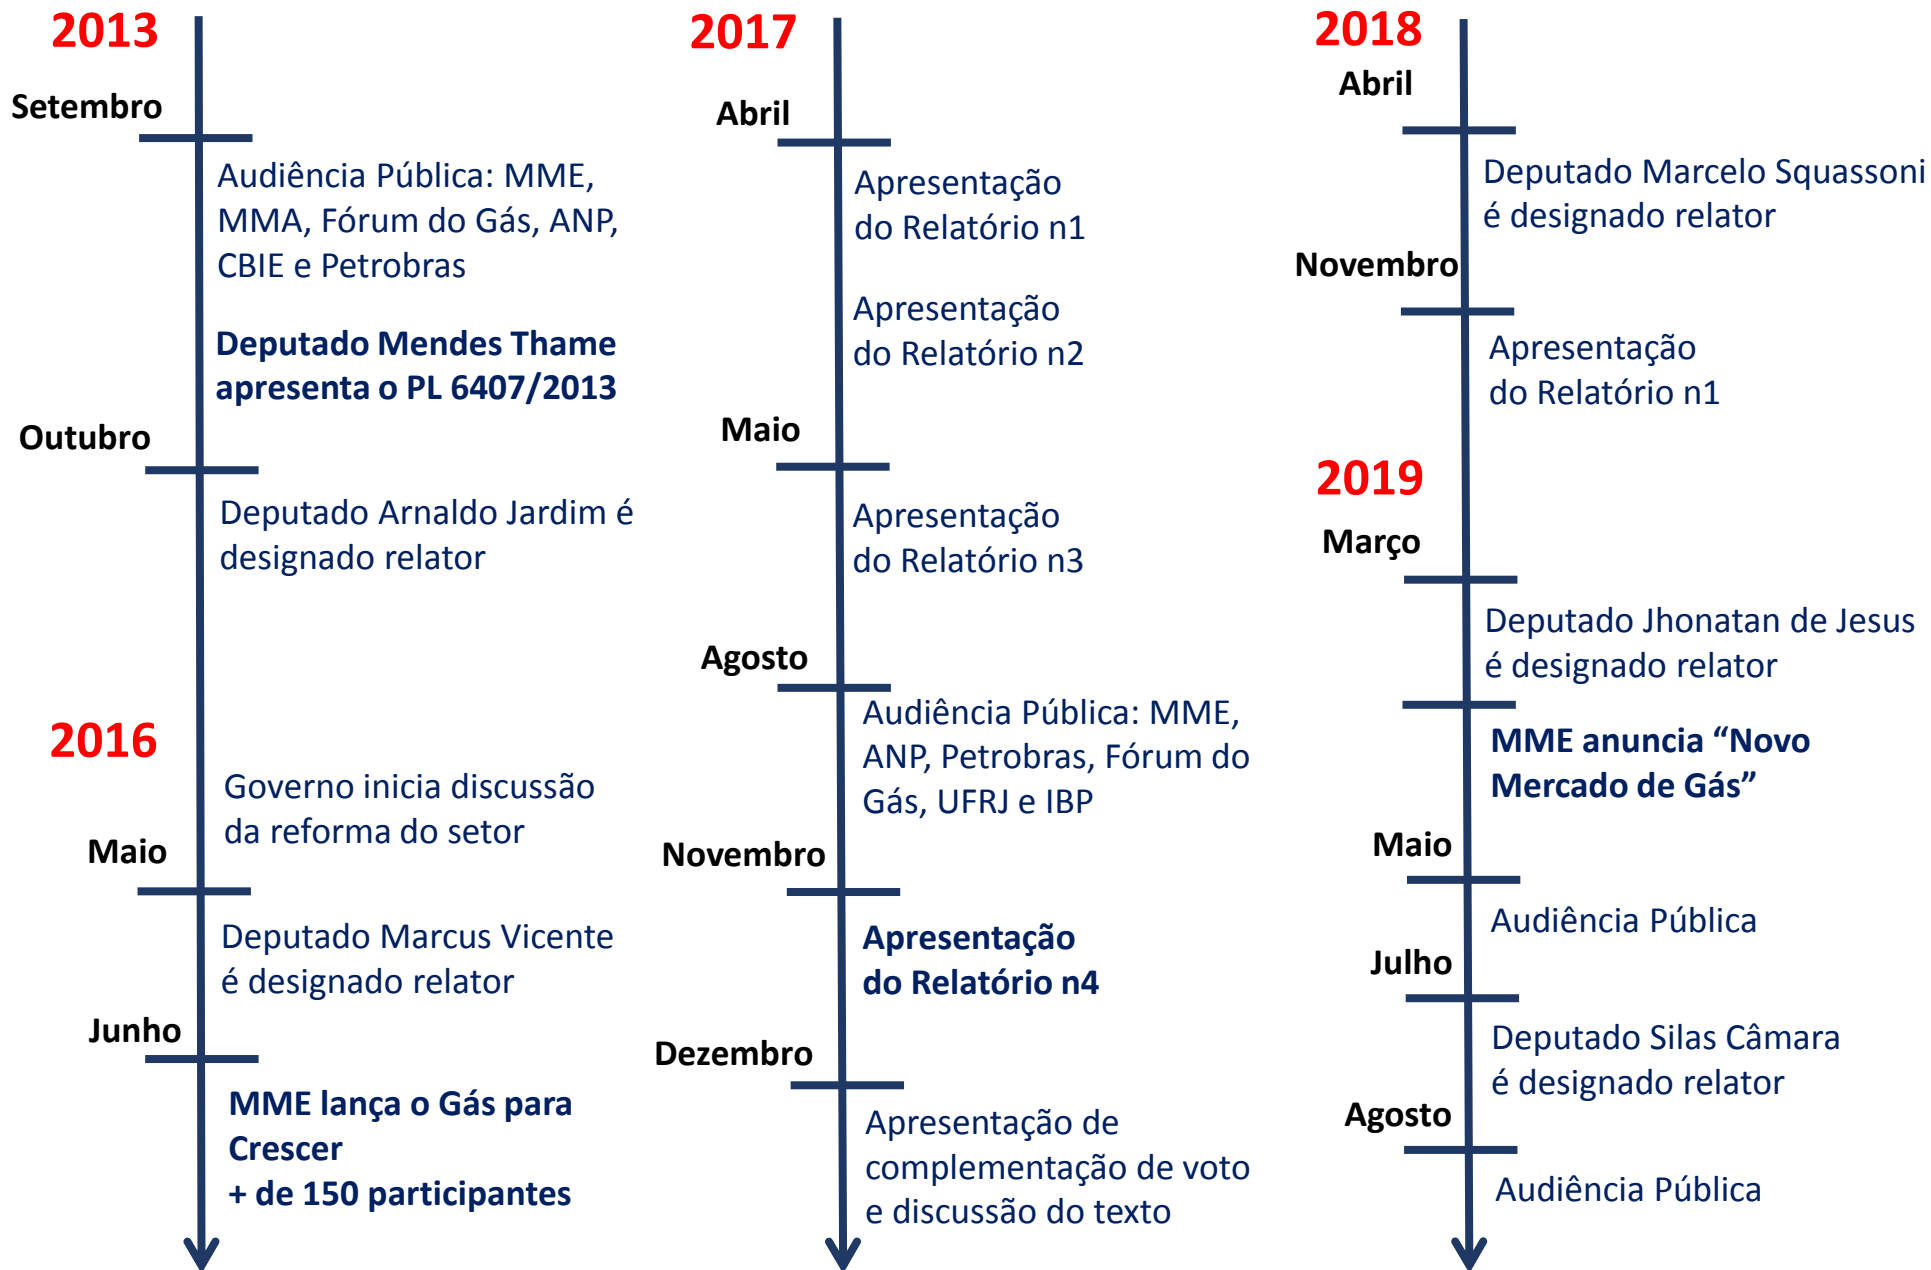 2013
Setembro
Audiência Pública: MME,
MMA, Fórum do Gás, ANP,
CBIE e Petrobras
Deputado Mendes Thame
apresenta o PL 6407/2013
Outubro
Deputado Arnaldo Jardim é
designado relator
2016
Governo inicia discussão
da reforma do setor
Maio
Deputado Marcus Vicente
é designado relator
Junho
MME lança o Gás para
Crescer
+ de 150 participantes
2017
Abril
Apresentação
do Relatório n1
Apresentação
do Relatório n2
Maio
Apresentação
do Relatório n3
Agosto
Audiência Pública: MME,
ANP, Petrobras, Fórum do
Gás, UFRJ e IBP
Novembro
Apresentação
do Relatório n4
Dezembro
Apresentação de
complementação de voto
e discussão do texto
2018
Abril
Deputado Marcelo Squassoni
é designado relator
Novembro
Apresentação
do Relatório n1
2019
Março
Deputado Jhonatan de Jesus
é designado relator
MME anuncia “Novo
Mercado de Gás”
Maio
Audiência Pública
Julho
Deputado Silas Câmara
é designado relator
Agosto
Audiência Pública